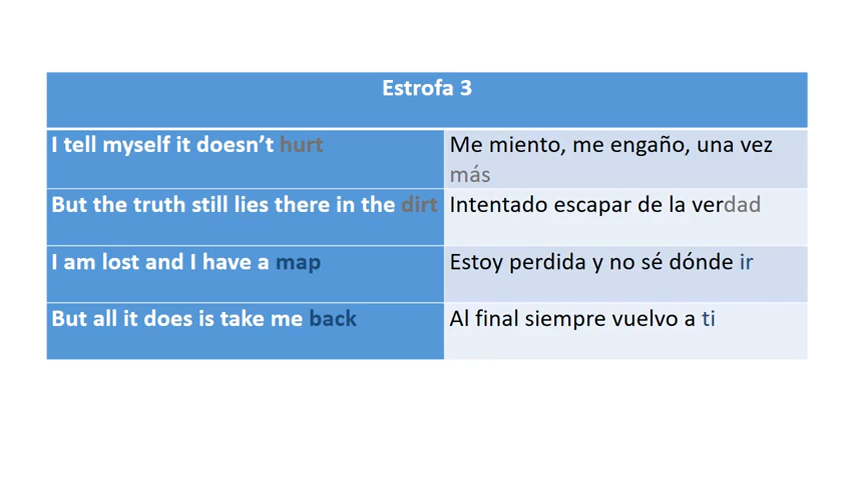 Estrofa 3
I tell myself it doesn’t hurt
Me miento, me engaño, una vez
más
But the truth still lies there in the dirt
Intentado escapar de la verdad
I am lost and I have a map
Estoy perdida y no sé dónde ir
But all it does is take me back
Al final siempre vuelvo a ti